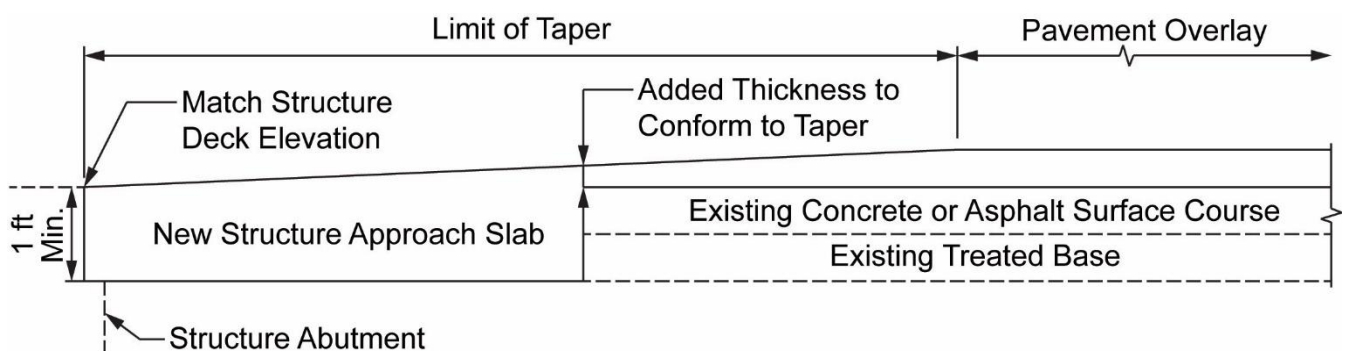 Limit of Taper
Pavement Overlay
Match Structure
Deck Elevation
Added Thickness to
Conform to Taper
1 ft
Min.
New Structure Approach Slab
Existing Concrete or Asphalt Surface Course
Existing Treated Base
Structure Abutment